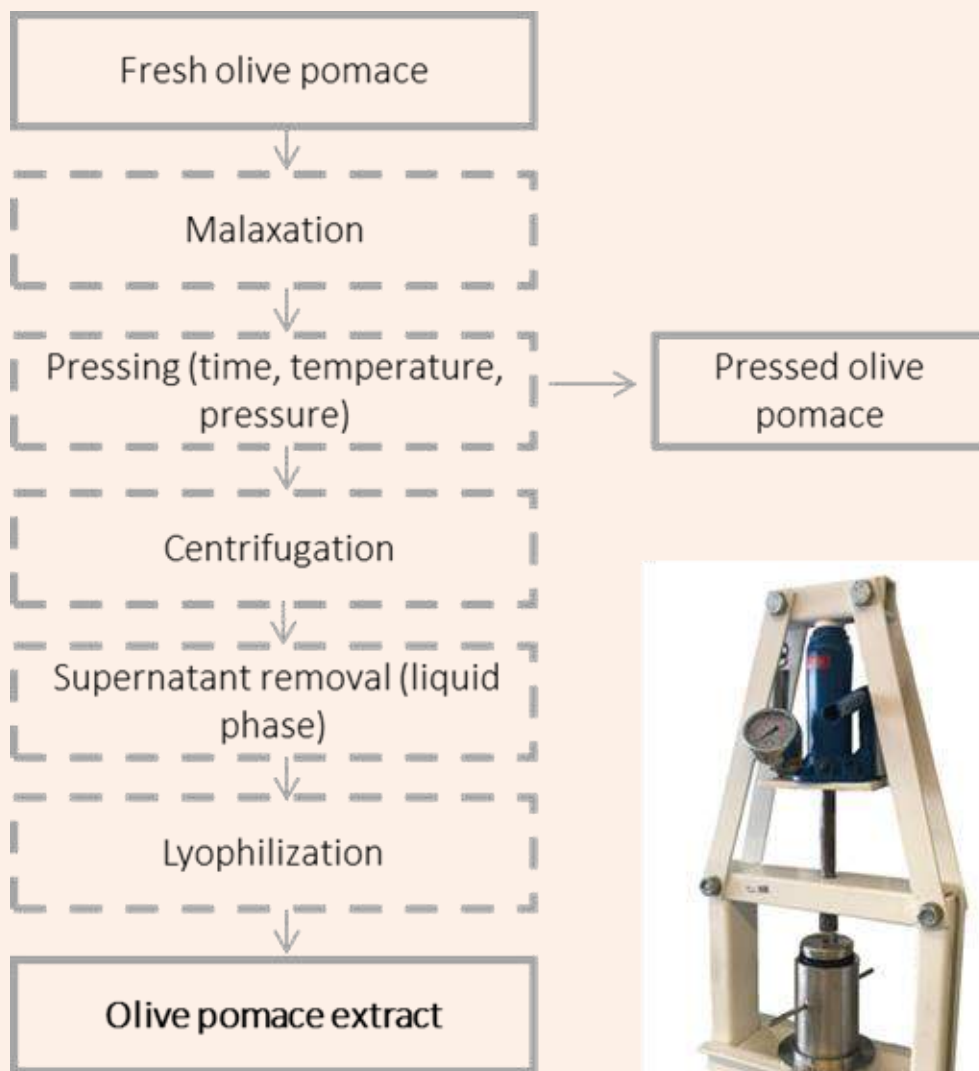 Fresh olive pomace
Malaxation
Pressing (time, temperature,
pressure)
Pressed olive
pomace
Centrifugation
Supernatant removal (liquid
phase)
Lyophilization
Olive pomace extract